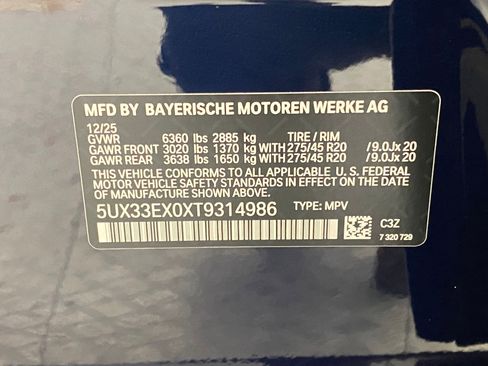 MFD BY BAYERISCHE MOTOREN WERKE AG
12/25
GVWR 6360 lbs 2885 kg TIRE / RIM
GAWR FRONT 3020 lbs 1370 kg WITH 275/45 R20 / 9.0Jx 20
GAWR REAR 3638 lbs 1650 kg WITH 275/45 R20 / 9.0Jx 20
THIS VEHICLE CONFORMS TO ALL APPLICABLE U. S. FEDERAL
MOTOR VEHICLE SAFETY STANDARDS IN EFFECT ON THE DATE
OF MANUFACTURE SHOWN ABOVE.
5UX33EX0XT9314986 TYPE: MPV
C3Z
7 320 729